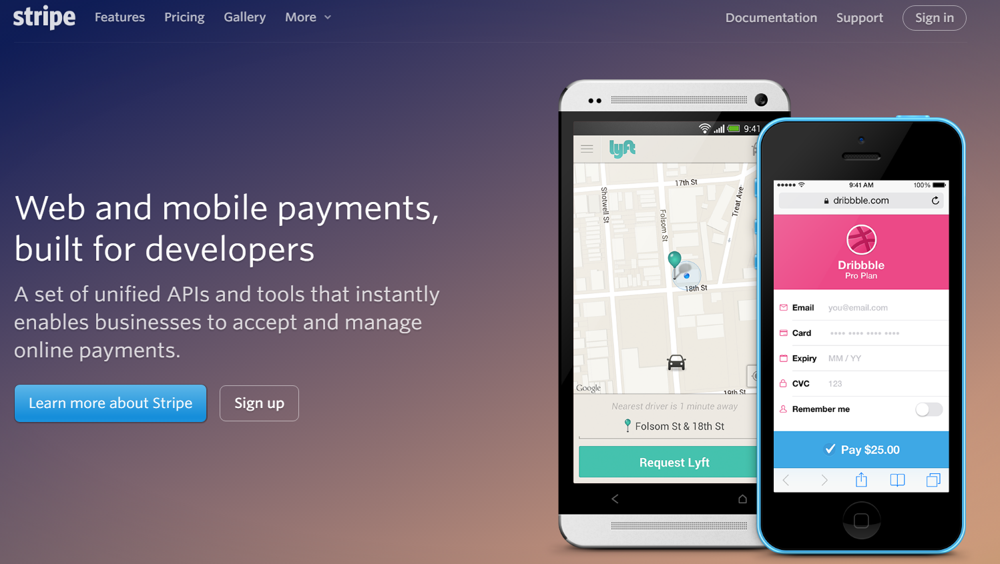 stripe
Features
Pricing
Gallery
More
Documentation
Support
Sign in
Web and mobile payments,
built for developers
A set of unified APIs and tools that instantly
enables businesses to accept and manage
online payments.
Learn more about Stripe
Sign up
9:41
lyft
17th St
Shotwell St
Folsom St
Treat Ave
18th St
19th St
Google
Nearest driver is 1 minute away
Folsom St & 18th St
Request Lyft
9:41 AM
100%
dribbble.com
Dribbble
Pro Plan
Email you@email.com
Card •••• •••• •••• ••••
Expiry MM / YY
CVC 123
Remember me
Pay $25.00